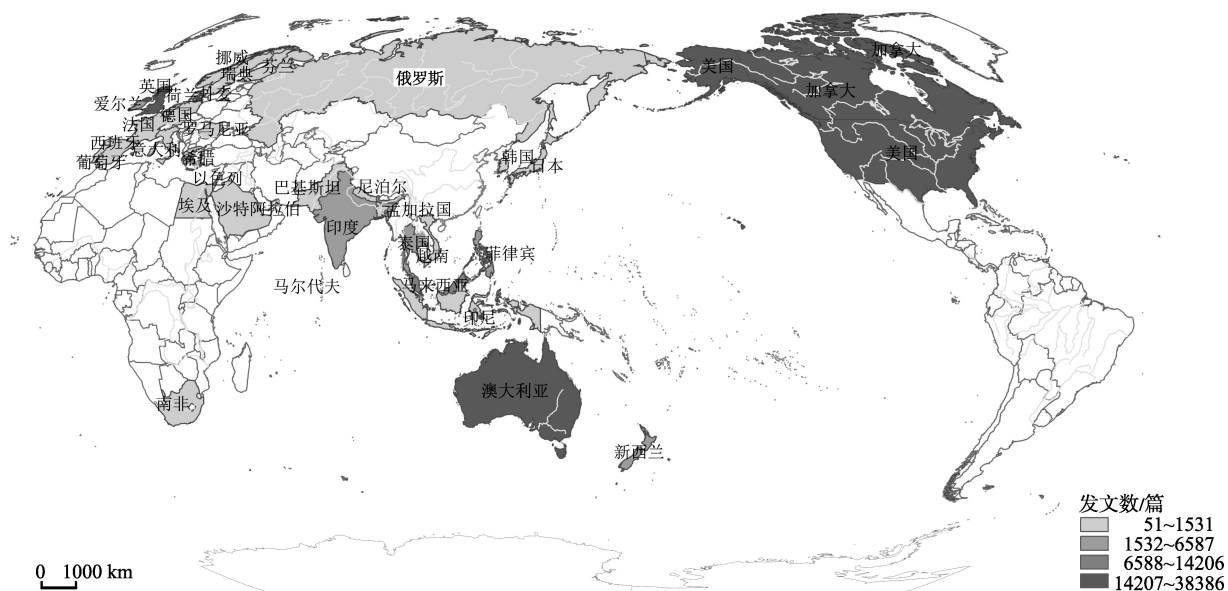 挪威
瑞典
芬兰
加拿大
美国
俄罗斯
英国
荷兰
丹麦
加拿大
爱尔兰
德国
法国
罗马尼亚
西班牙
意大利
美国
韩国
日本
葡萄牙
希腊
以色列
巴基斯坦
尼泊尔
埃及
沙特阿拉伯
孟加拉国
印度
泰国
越南
菲律宾
马尔代夫
马来西亚
印尼
澳大利亚
南非
新西兰
发文数/篇
51~1531
1532~6587
6588~14206
14207~38386
0 1000 km